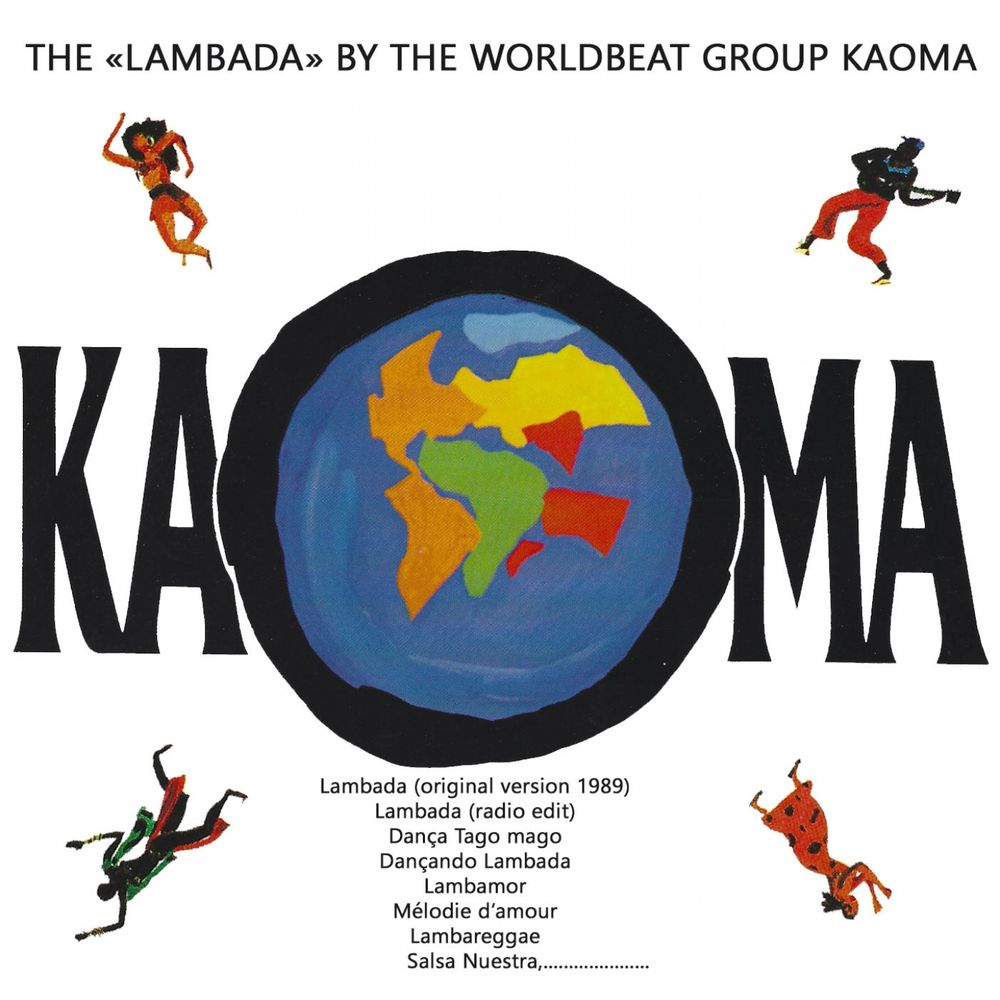 THE «LAMBADA» BY THE WORLDBEAT GROUP KAOMA
KAOMA
Lambada (original version 1989)
Lambada (radio edit)
Dança Tago mago
Dançando Lambada
Lambamor
Mélodie d’amour
Lambareggae
Salsa Nuestra,.....................